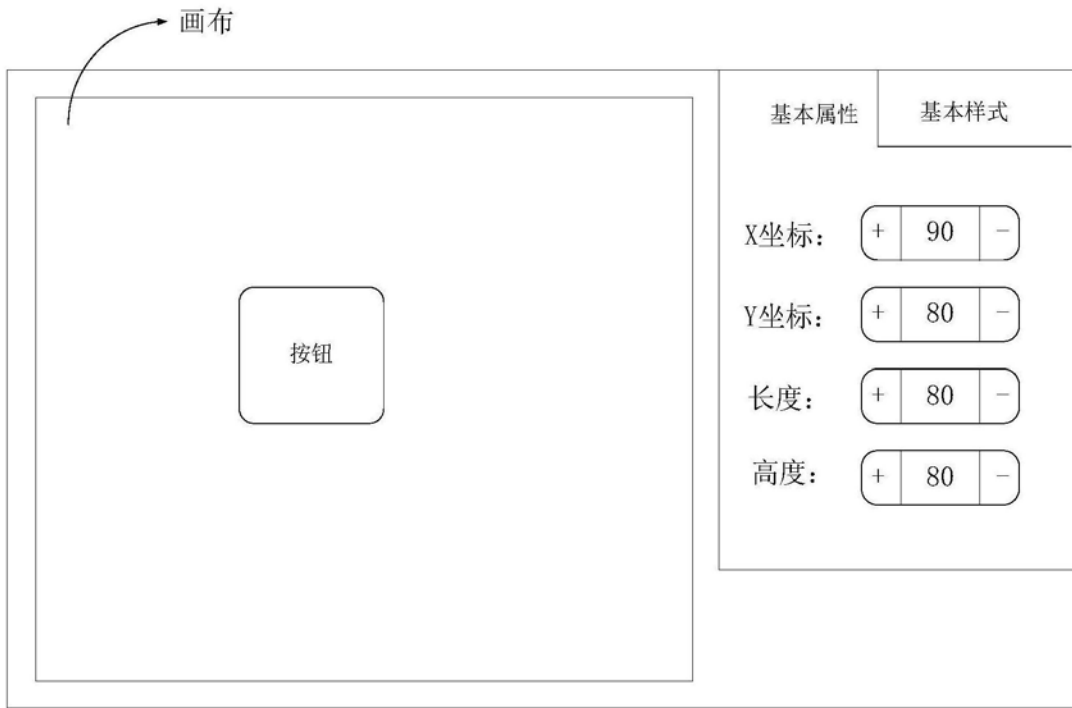 画布
基本属性
基本样式
X坐标：
+ 90 −
Y坐标：
+ 80 −
按钮
长度：
+ 80 −
高度：
+ 80 −